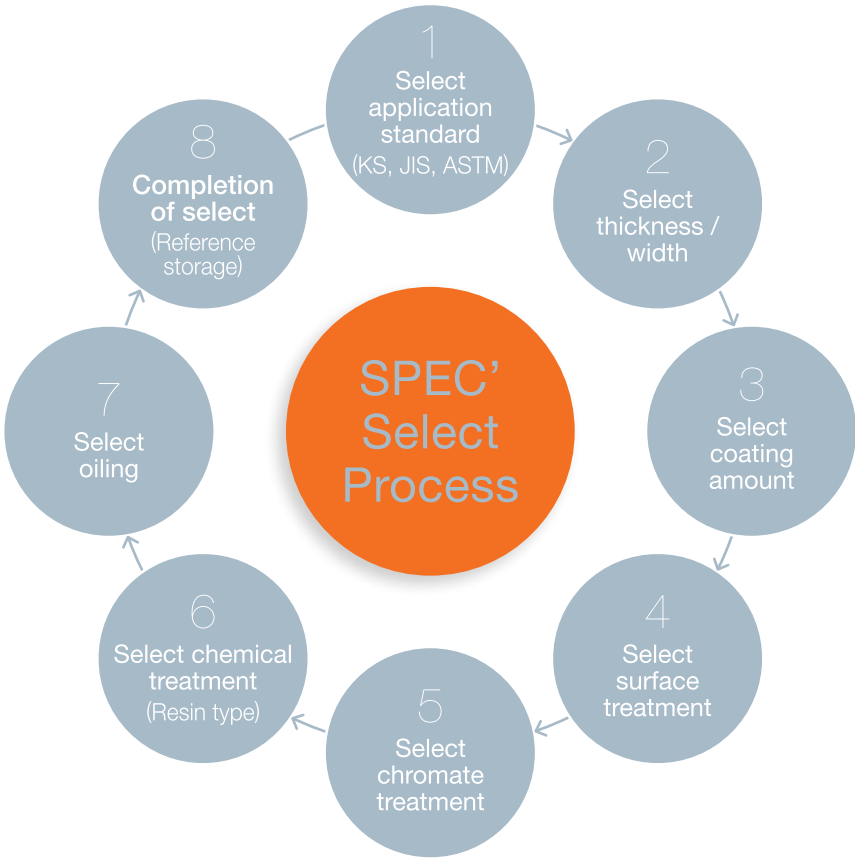 SPEC’
Select
Process
1
Select
application
standard
(KS, JIS, ASTM)
2
Select
thickness /
width
3
Select
coating
amount
4
Select
surface
treatment
5
Select
chromate
treatment
6
Select chemical
treatment
(Resin type)
7
Select
oiling
8
Completion
of select
(Reference
storage)